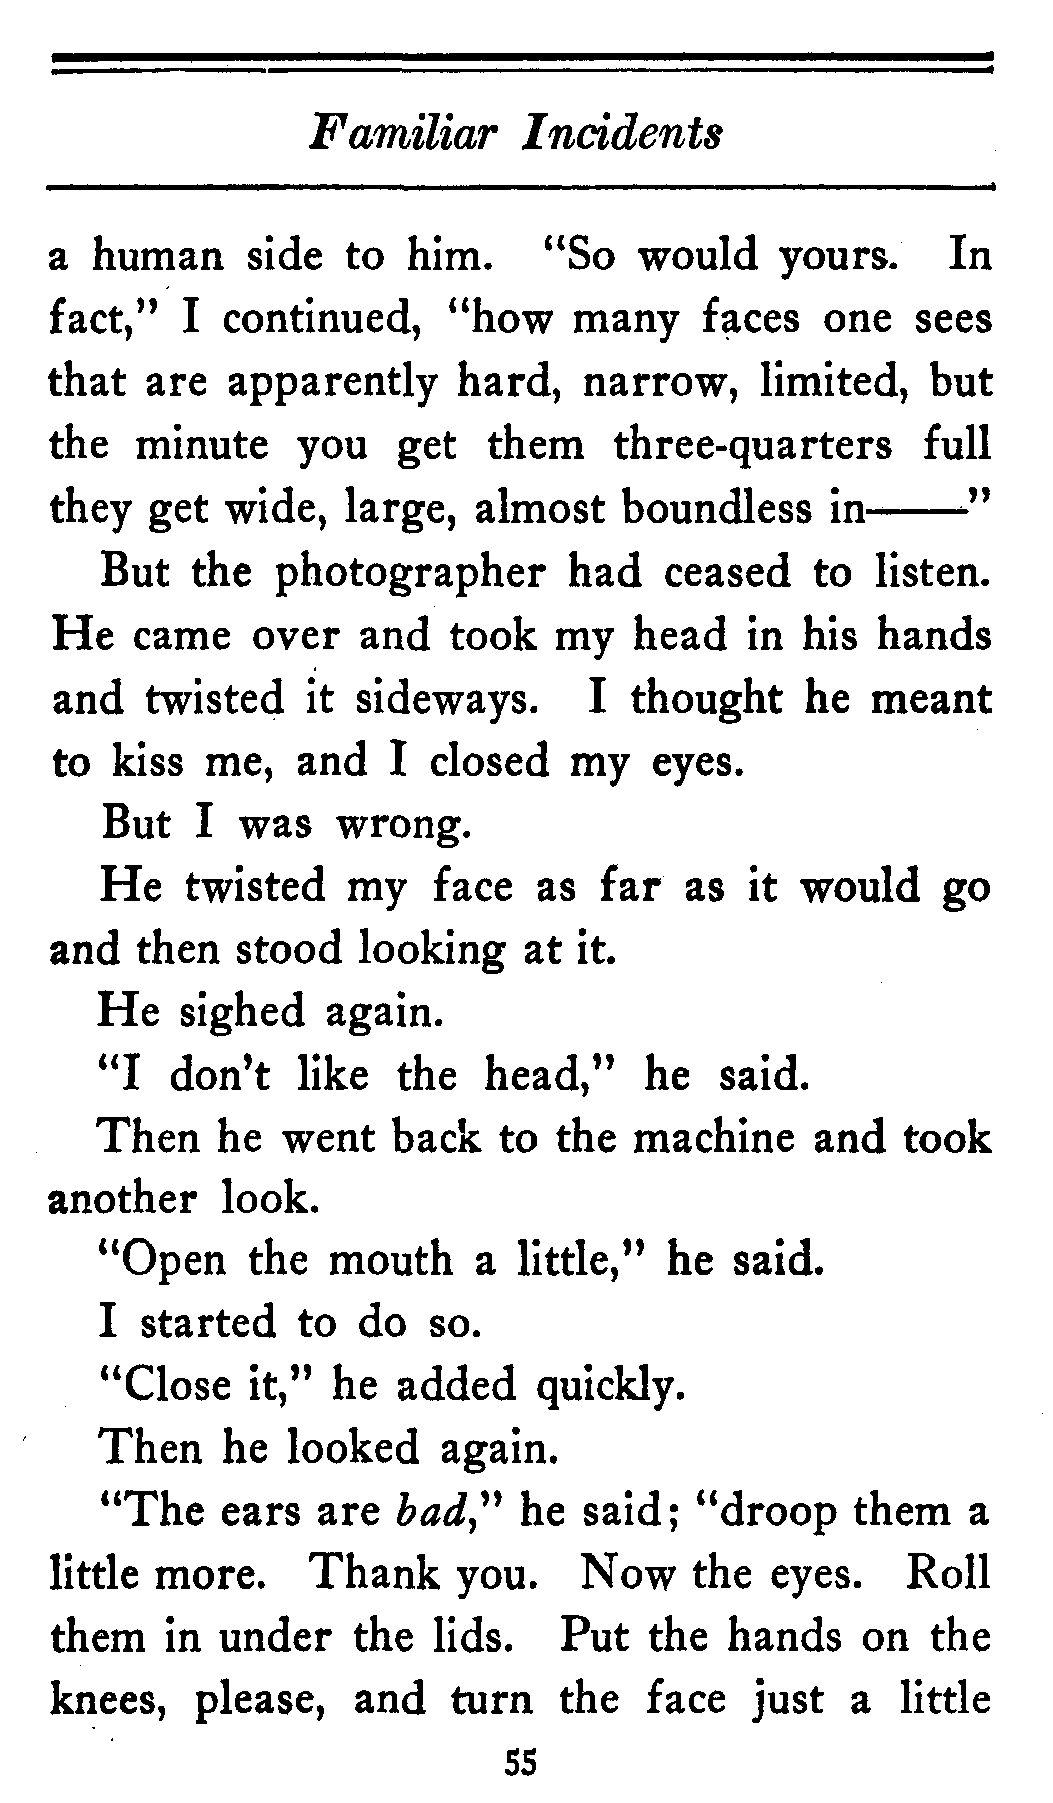 Familiar Incidents
a human side to him. "So would yours. In
fact," I continued, "how many faces one sees
that are apparently hard, narrow, limited, but
the minute you get them three-quarters full
they get wide, large, almost boundless in——"
But the photographer had ceased to listen.
He came over and took my head in his hands
and twisted it sideways. I thought he meant
to kiss me, and I closed my eyes.
But I was wrong.
He twisted my face as far as it would go
and then stood looking at it.
He sighed again.
"I don't like the head," he said.
Then he went back to the machine and took
another look.
"Open the mouth a little," he said.
I started to do so.
"Close it," he added quickly.
Then he looked again.
"The ears are bad," he said; "droop them a
little more. Thank you. Now the eyes. Roll
them in under the lids. Put the hands on the
knees, please, and turn the face just a little
55